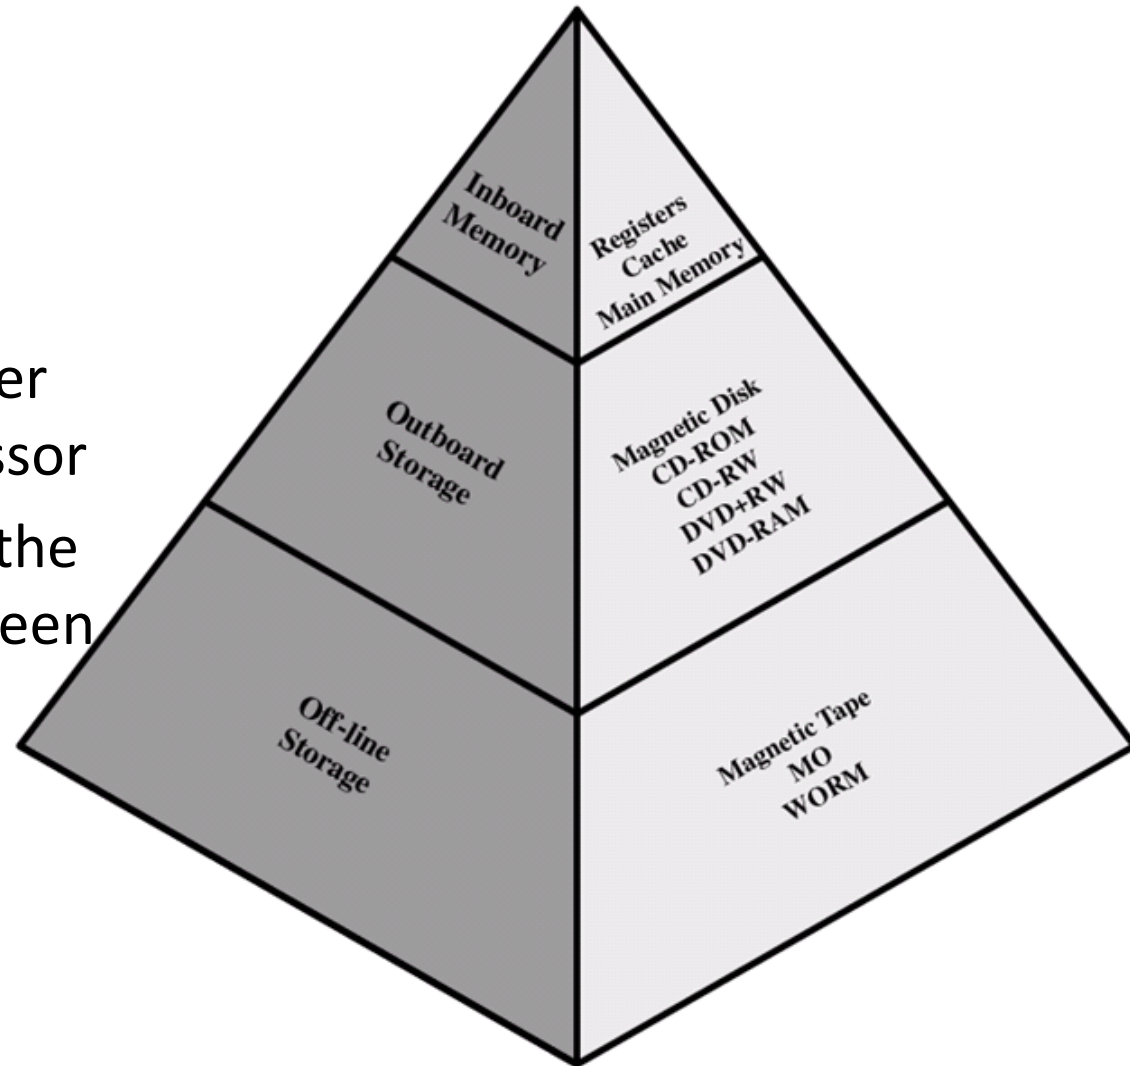 er
ssor
the
een
Inboard
Memory
Registers
Cache
Main Memory
Outboard
Storage
Magnetic Disk
CD-ROM
CD-RW
DVD+RW
DVD-RAM
Off-line
Storage
Magnetic Tape
MO
WORM